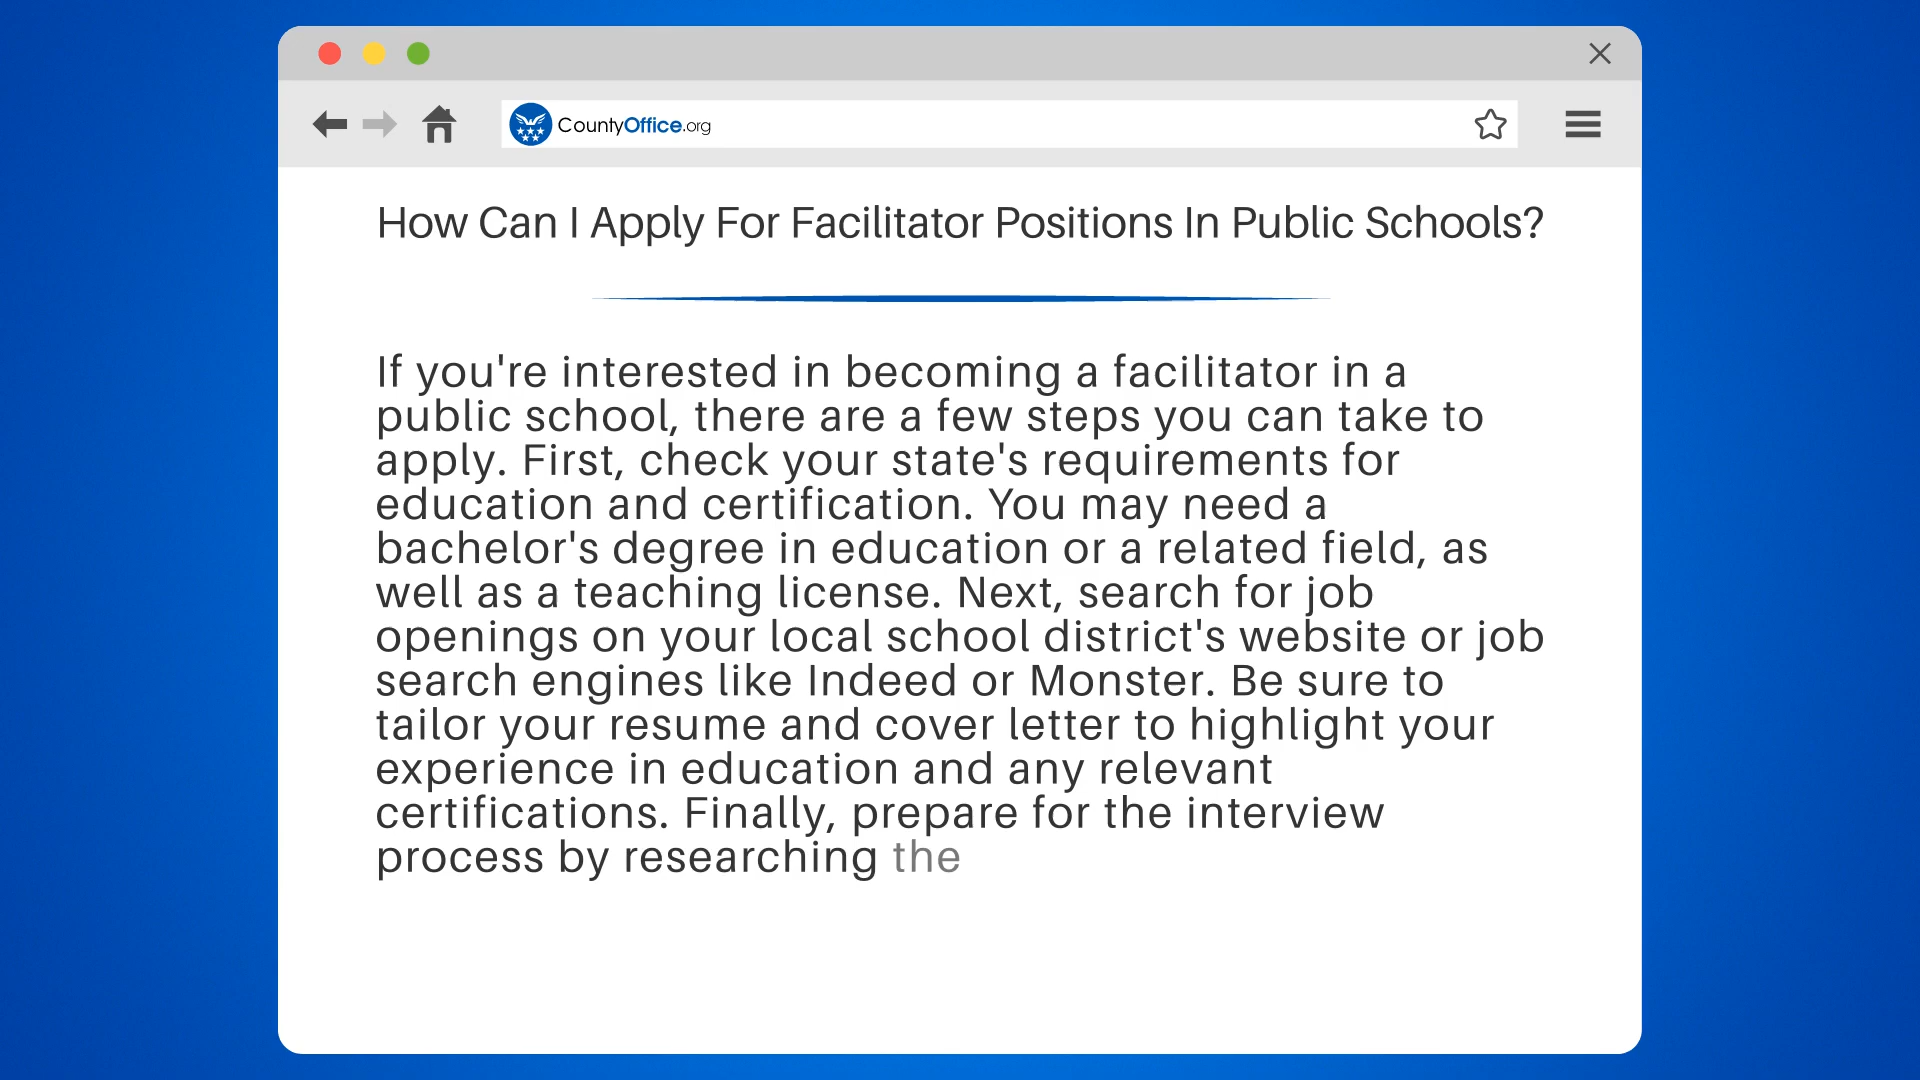 CountyOffice.org
How Can I Apply For Facilitator Positions In Public Schools?
If you're interested in becoming a facilitator in a
public school, there are a few steps you can take to
apply. First, check your state's requirements for
education and certification. You may need a
bachelor's degree in education or a related field, as
well as a teaching license. Next, search for job
openings on your local school district's website or job
search engines like Indeed or Monster. Be sure to
tailor your resume and cover letter to highlight your
experience in education and any relevant
certifications. Finally, prepare for the interview
process by researching the